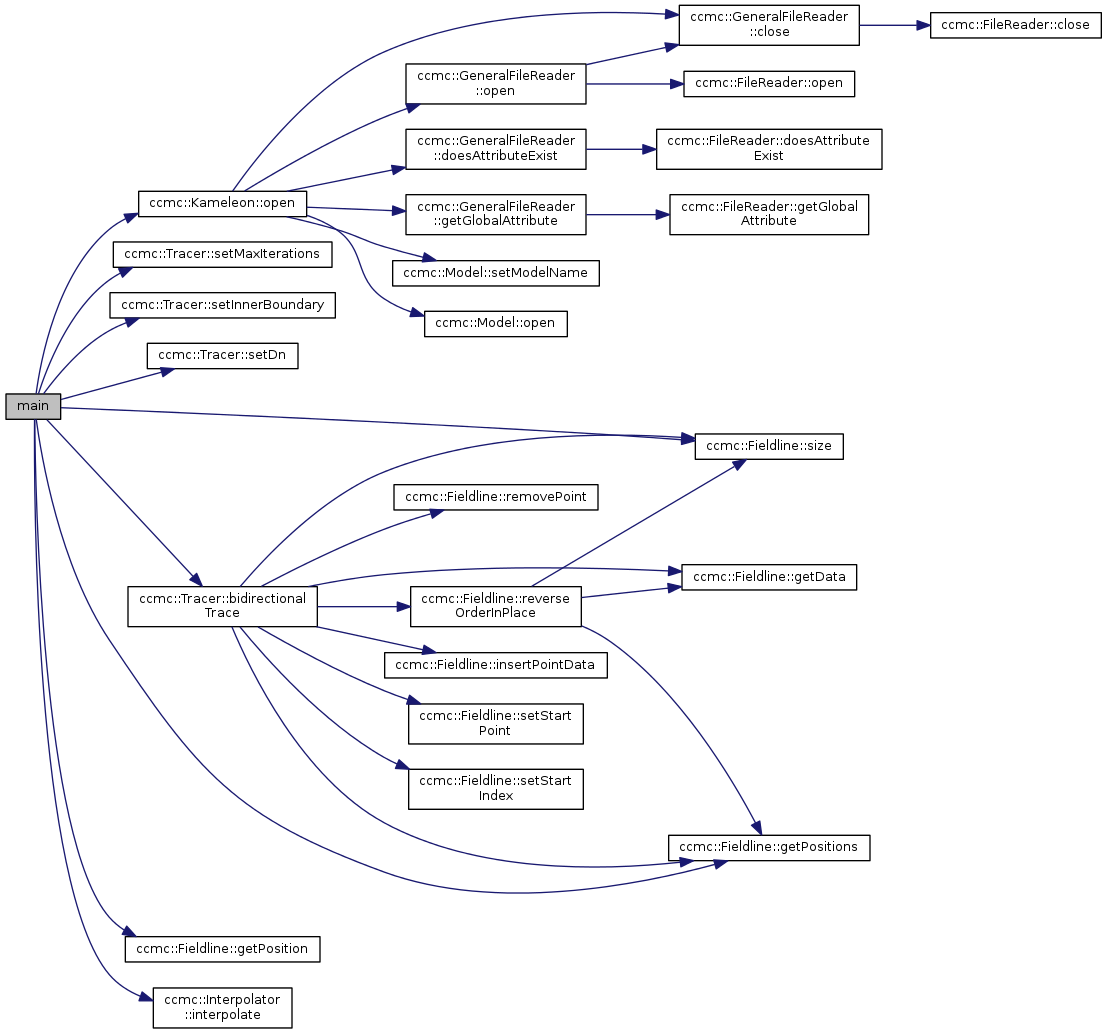 ccmc::GeneralFileReader
::close
ccmc::FileReader::close
ccmc::GeneralFileReader
::open
ccmc::FileReader::open
ccmc::GeneralFileReader
::doesAttributeExist
ccmc::FileReader::doesAttribute
Exist
ccmc::Kameleon::open
ccmc::GeneralFileReader
::getGlobalAttribute
ccmc::FileReader::getGlobal
Attribute
ccmc::Tracer::setMaxIterations
ccmc::Model::setModelName
ccmc::Tracer::setInnerBoundary
ccmc::Model::open
ccmc::Tracer::setDn
main
ccmc::Fieldline::size
ccmc::Fieldline::removePoint
ccmc::Fieldline::getData
ccmc::Tracer::bidirectional
Trace
ccmc::Fieldline::reverse
OrderInPlace
ccmc::Fieldline::insertPointData
ccmc::Fieldline::setStart
Point
ccmc::Fieldline::setStart
Index
ccmc::Fieldline::getPositions
ccmc::Fieldline::getPosition
ccmc::Interpolator
::interpolate